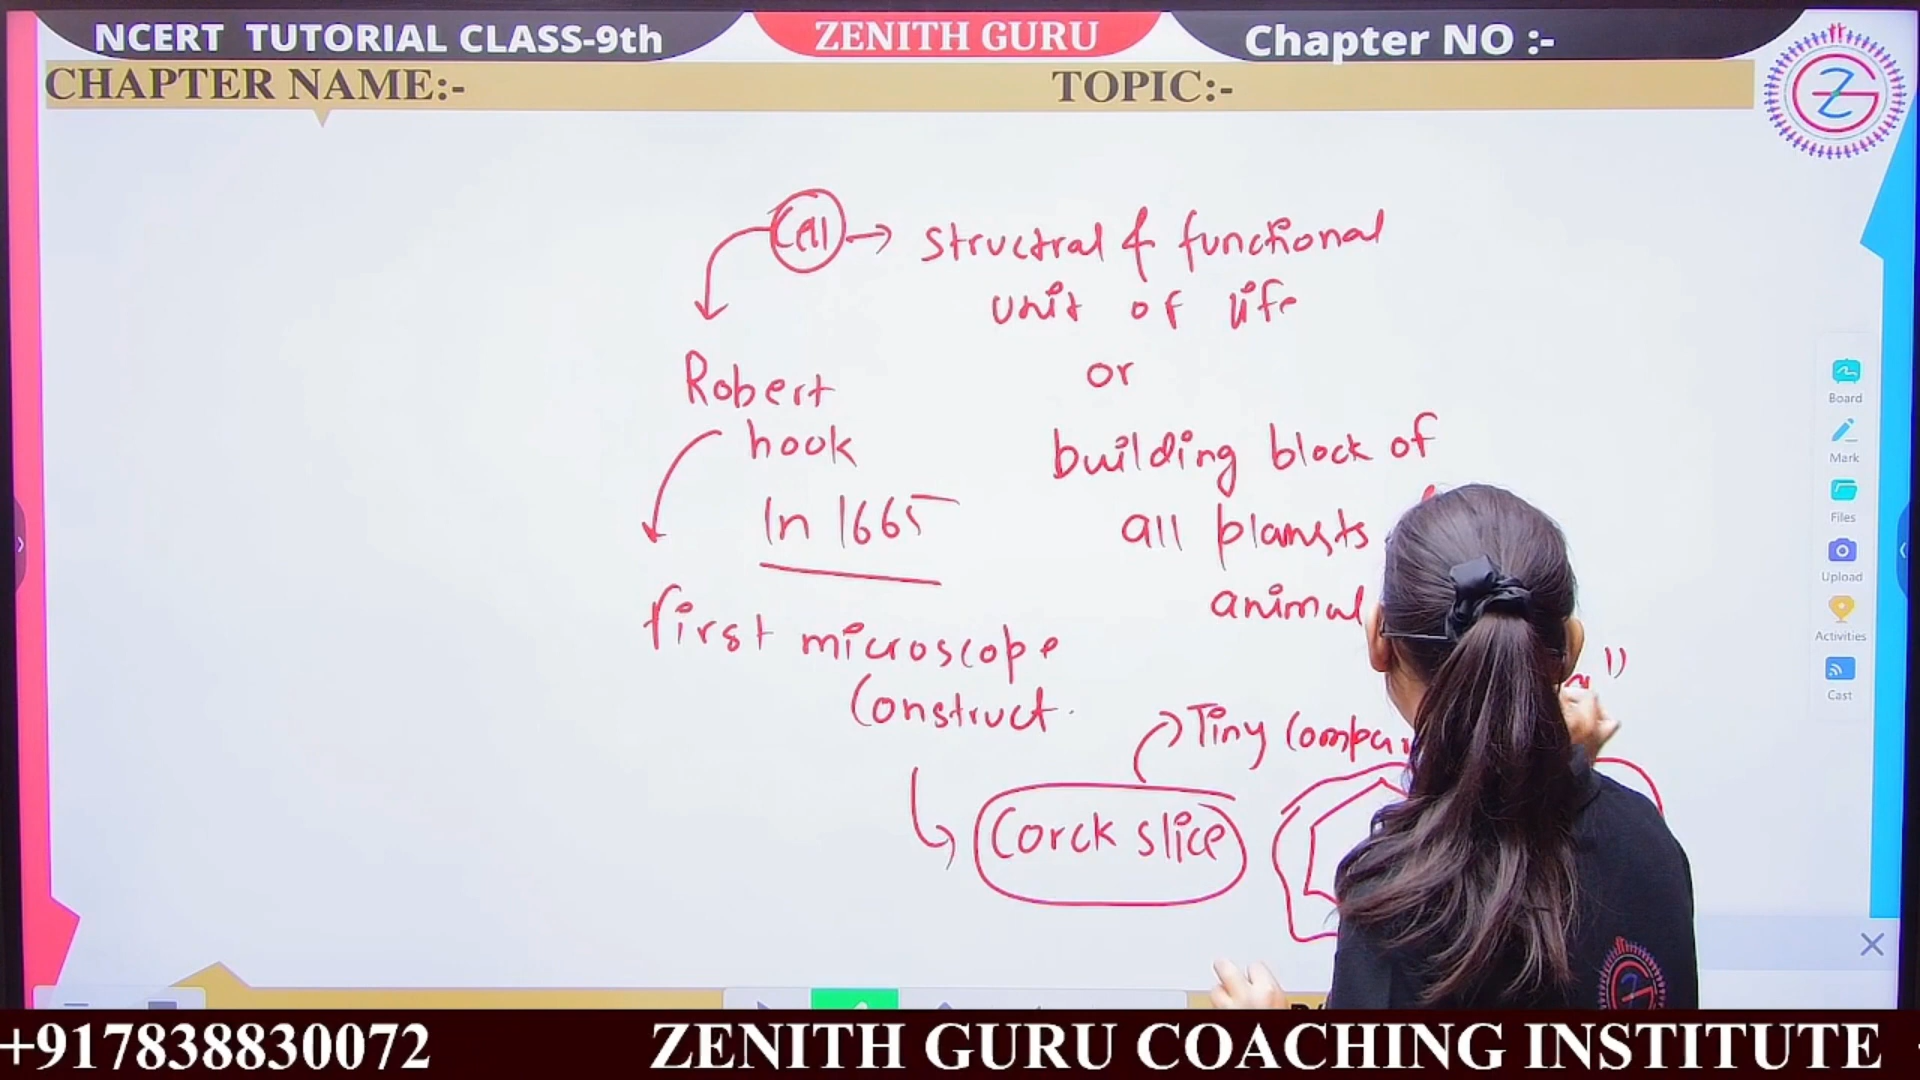 NCERT TUTORIAL CLASS-9th
ZENITH GURU
Chapter NO :-
CHAPTER NAME:-
TOPIC:-
Cell → structral & functional
unit of life
or
building block of
all plansts
animal
Robert
hook
In 1665
first microscope
Construct.
Tiny
Corck slice
1)
Board
Mark
Files
Upload
Activities
Cast
+917838830072
ZENITH GURU COACHING INSTITUTE